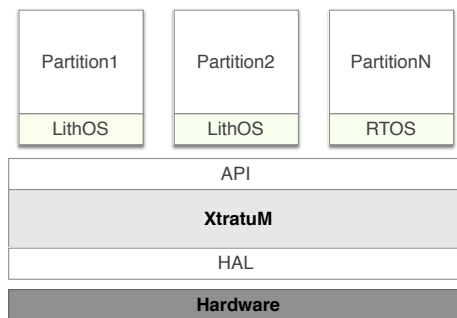 Partition1 Partition2 PartitionN
LithOS LithOS RTOS
API
XtratuM
HAL
Hardware